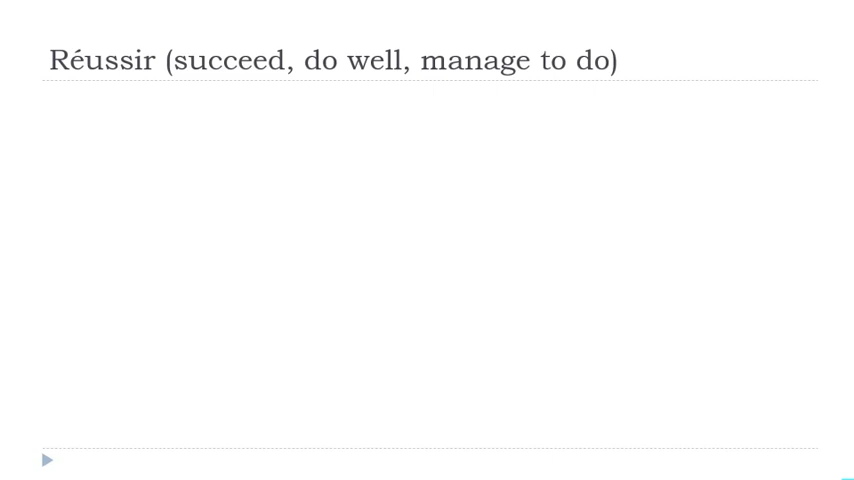 Réussir (succeed, do well, manage to do)